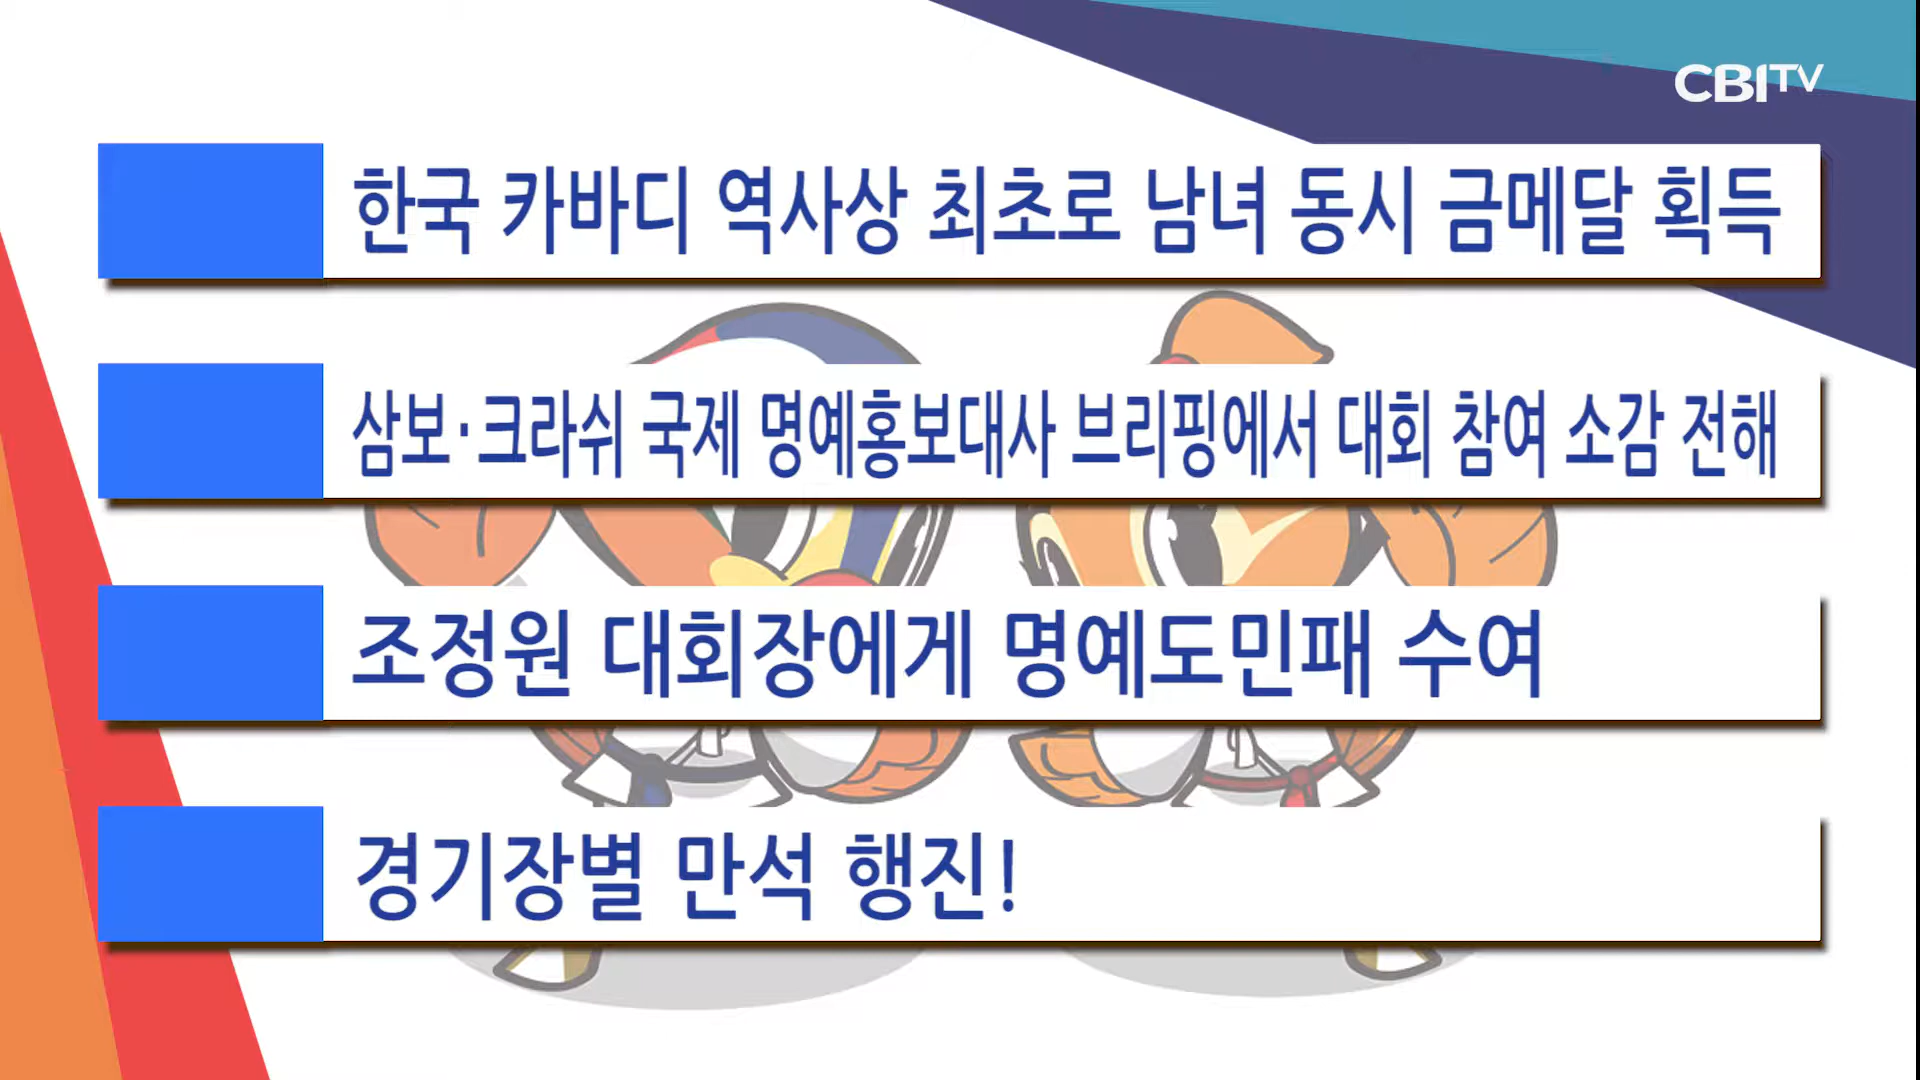 CBITV
한국 카바디 역사상 최초로 남녀 동시 금메달 획득
삼보·크라쉬 국제 명예홍보대사 브리핑에서 대회 참여 소감 전해
조정원 대회장에게 명예도민패 수여
경기장별 만석 행진!